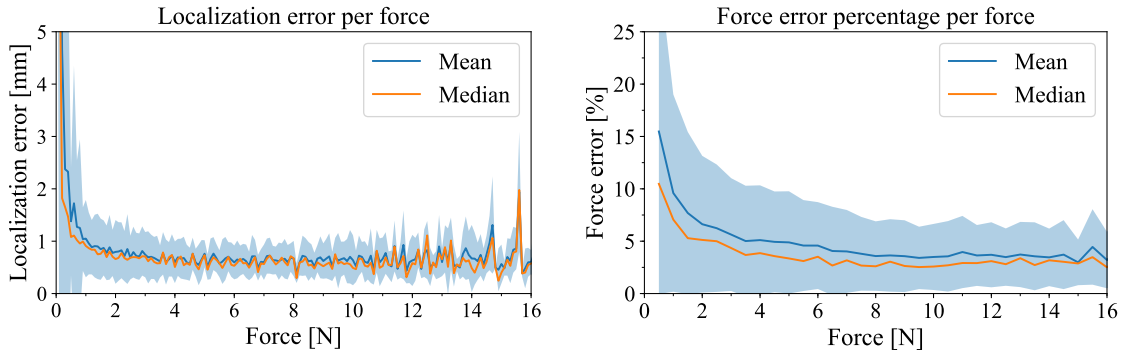 Localization error per force
Localization error [mm]
5
4
3
2
1
0
Mean
Median
0 2 4 6 8 10 12 14 16
Force [N]
Force error percentage per force
Force error [%]
25
20
15
10
5
0
Mean
Median
0 2 4 6 8 10 12 14 16
Force [N]